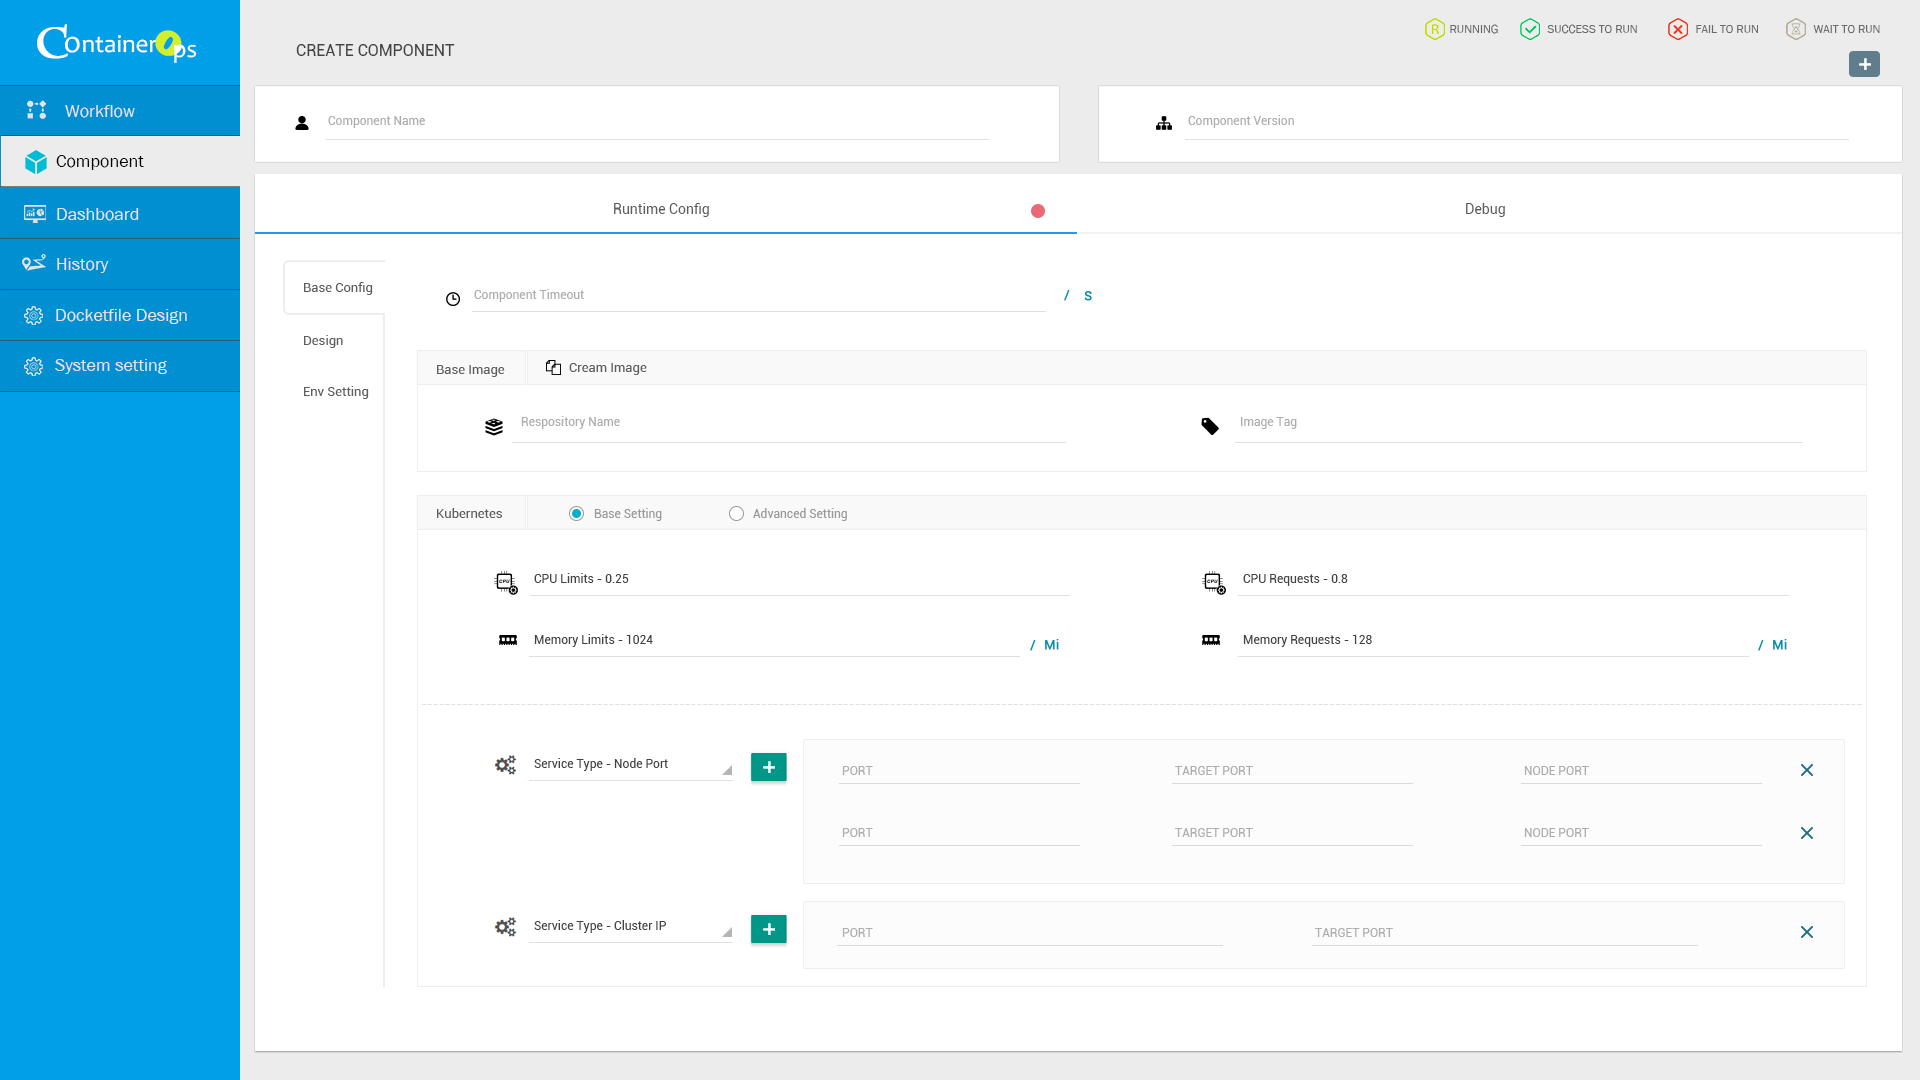 ContainerOps
Workflow
Component
Dashboard
History
Docketfile Design
System setting
CREATE COMPONENT
R RUNNING
SUCCESS TO RUN
FAIL TO RUN
WAIT TO RUN
Component Name
Component Version
Runtime Config
Debug
Base Config
Design
Env Setting
Component Timeout
/ S
Base Image
Cream Image
Respository Name
Image Tag
Kubernetes
Base Setting
Advanced Setting
CPU
CPU Limits - 0.25
CPU
CPU Requests - 0.8
Memory Limits - 1024
/ Mi
Memory Requests - 128
/ Mi
Service Type - Node Port
PORT
TARGET PORT
NODE PORT
PORT
TARGET PORT
NODE PORT
Service Type - Cluster IP
PORT
TARGET PORT